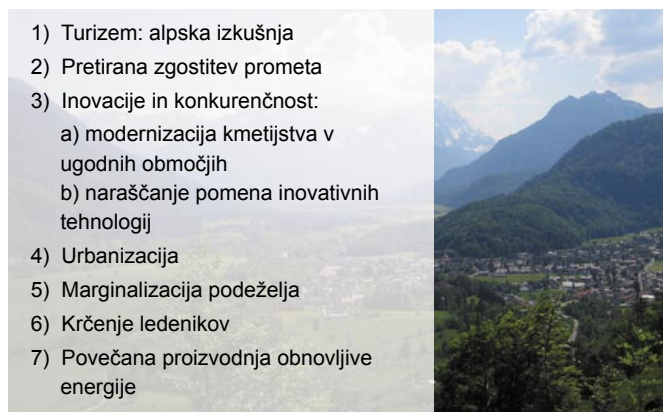 1) Turizem: alpska izkušnja
2) Pretirana zgostitev prometa
3) Inovacije in konkurenčnost:
a) modernizacija kmetijstva v
ugodnih območjih
b) naraščanje pomena inovativnih
tehnologij
4) Urbanizacija
5) Marginalizacija podeželja
6) Krčenje ledenikov
7) Povečana proizvodnja obnovljive
energije